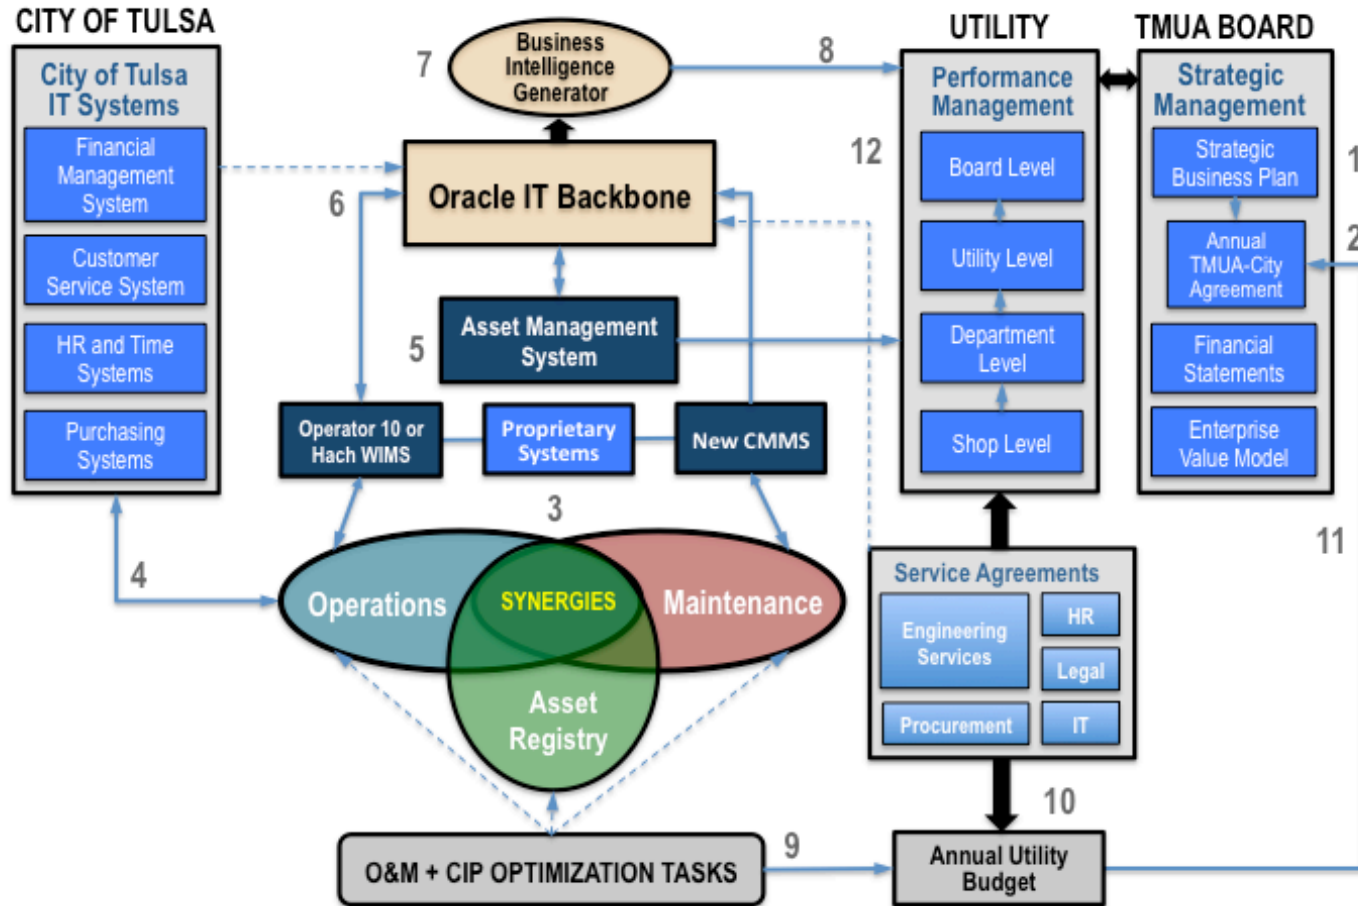 CITY OF TULSA
City of Tulsa
IT Systems
Financial
Management
System
Customer
Service System
HR and Time
Systems
Purchasing
Systems
4
7
Business
Intelligence
Generator
8
Oracle IT Backbone
6
5
Asset Management
System
Operator 10 or
Hach WIMS
Proprietary
Systems
New CMMS
3
Operations
SYNERGIES
Maintenance
Asset
Registry
O&M + CIP OPTIMIZATION TASKS
9
UTILITY
Performance
Management
12
Board Level
Utility Level
Department
Level
Shop Level
TMUA BOARD
Strategic
Management
Strategic
Business Plan
1
2
Annual
TMUA-City
Agreement
Financial
Statements
Enterprise
Value Model
11
Service Agreements
Engineering
Services
HR
Legal
Procurement
IT
10
Annual Utility
Budget